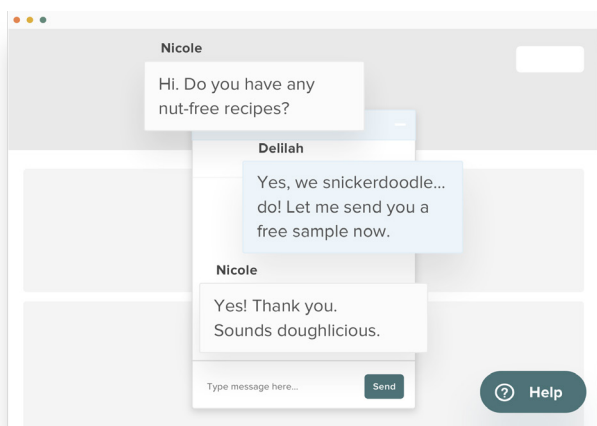 Nicole
Hi. Do you have any
nut-free recipes?
Delilah
Yes, we snickerdoodle...
do! Let me send you a
free sample now.
Nicole
Yes! Thank you.
Sounds doughlicious.
Type message here...
Send
Help